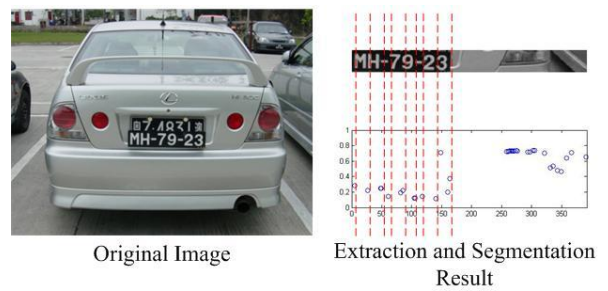 MH-79-23
MH-79-23
1
0.8
0.6
0.4
0.2
0
0 50 100 150 200 250 300 350
Original Image
Extraction and Segmentation
Result